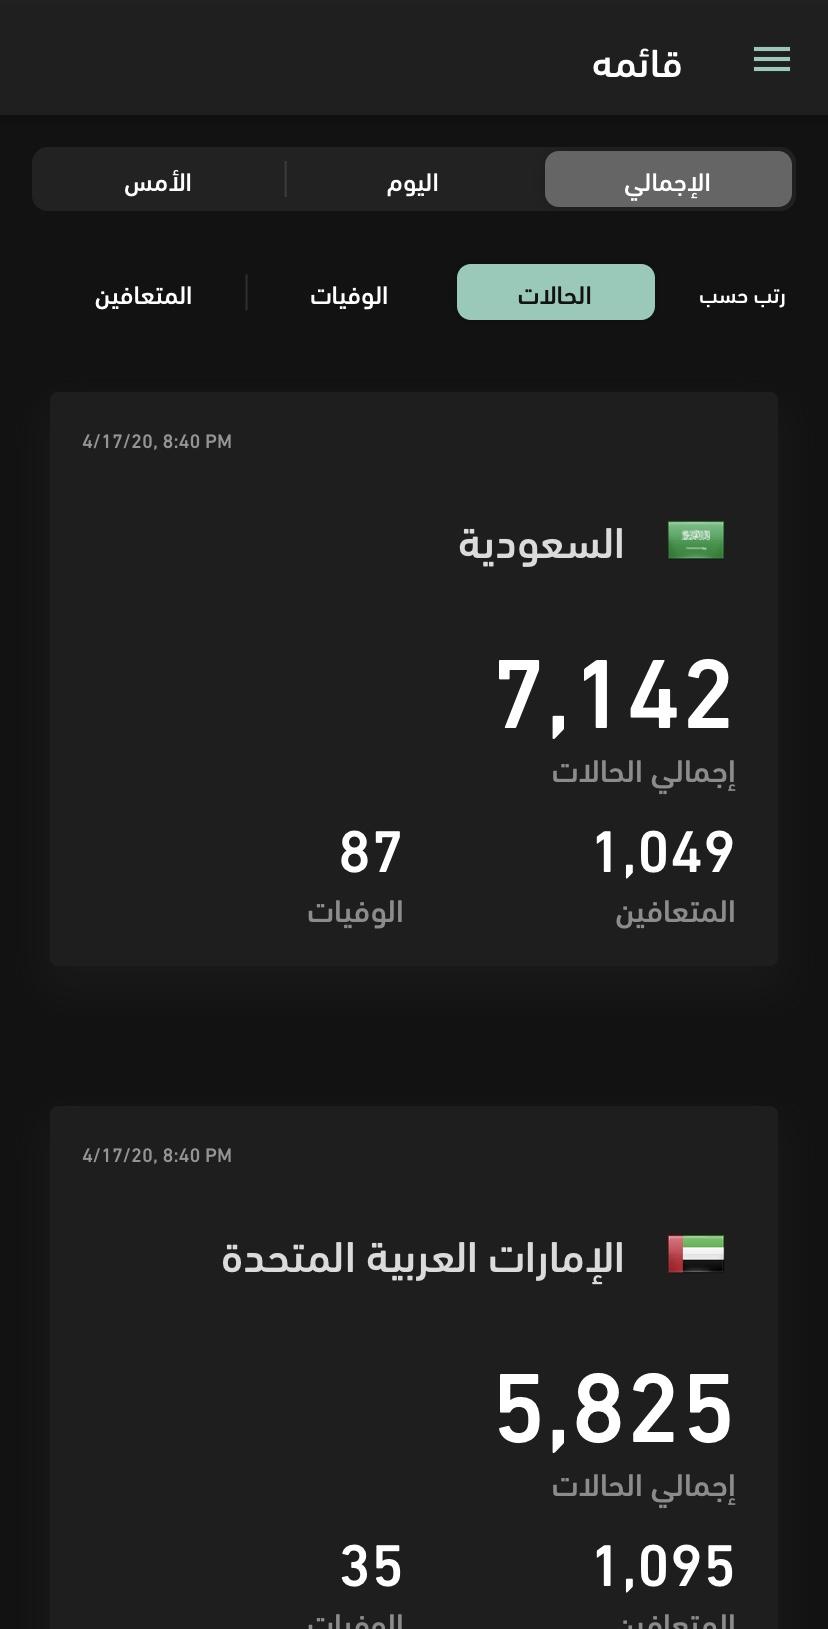 قائمه
الإجمالي اليوم الأمس
رتب حسب الحالات الوفيات المتعافين
4/17/20, 8:40 PM
السعودية
7,142
إجمالي الحالات
1,049 87
المتعافين الوفيات
4/17/20, 8:40 PM
الإمارات العربية المتحدة
5,825
إجمالي الحالات
1,095 35
المتعافين الوفيات